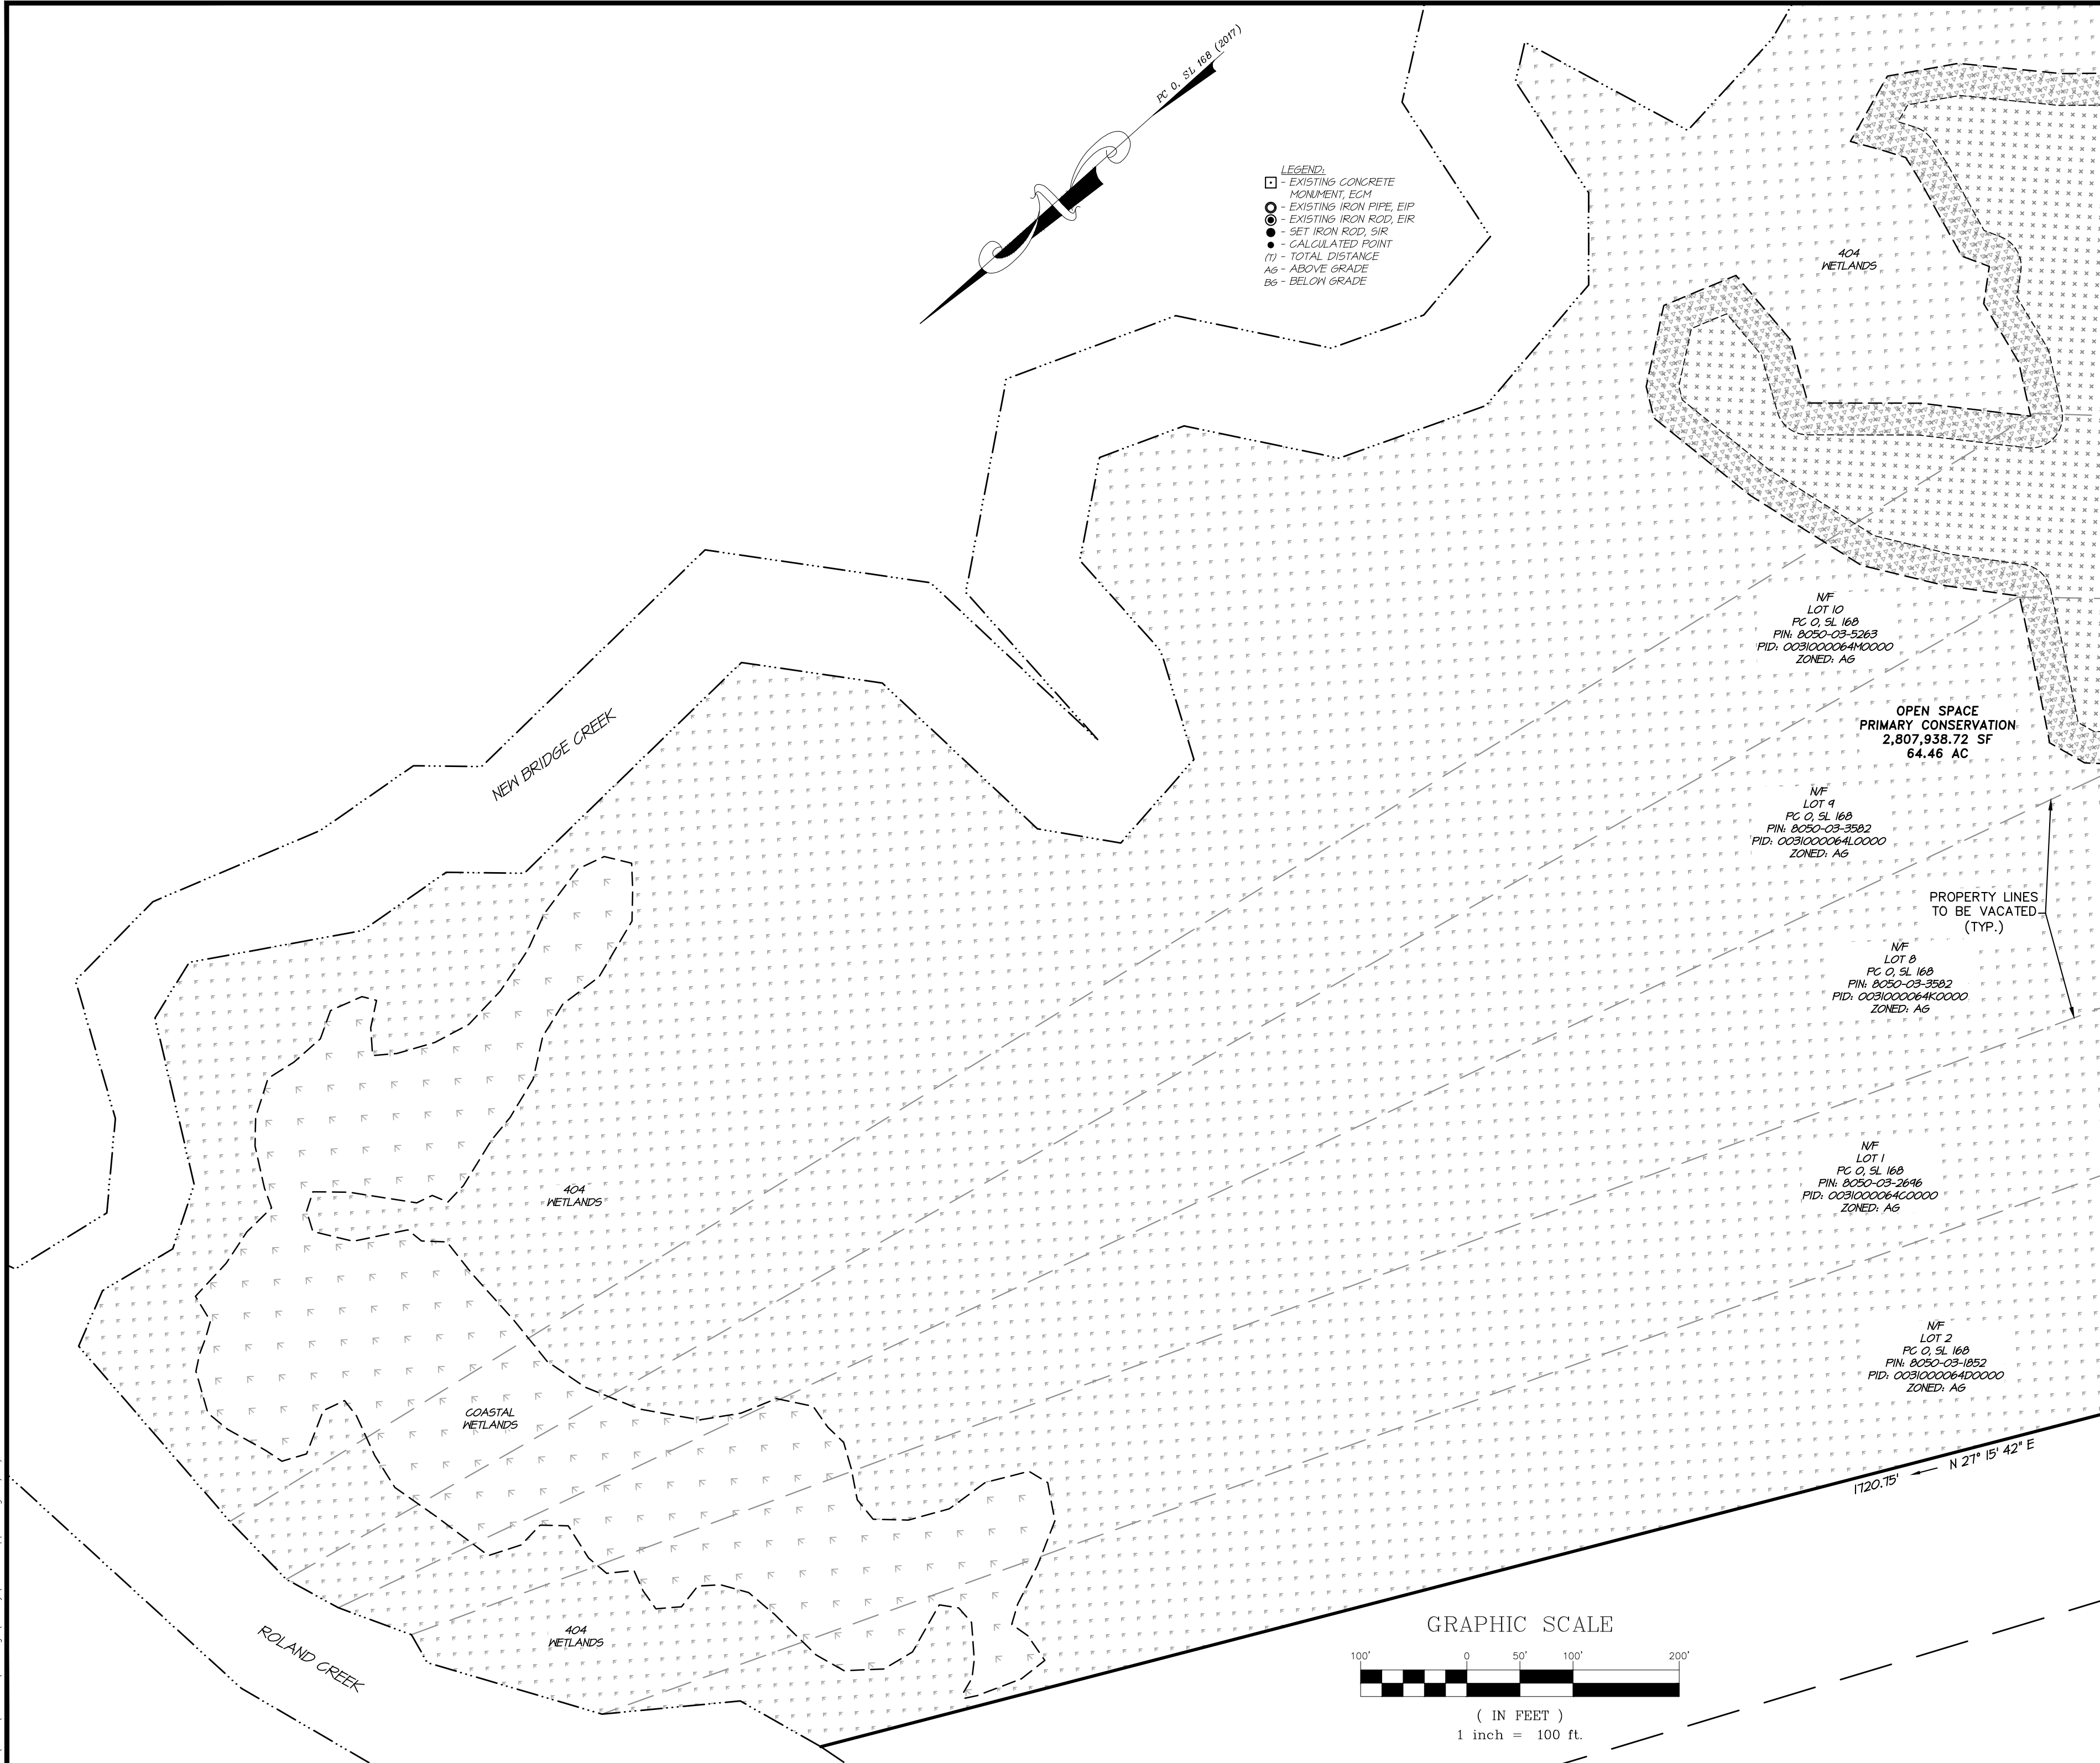 PC O, SL 168 (2017)
N
LEGEND:
- EXISTING CONCRETE
MONUMENT, ECM
- EXISTING IRON PIPE, EIP
- EXISTING IRON ROD, EIR
- SET IRON ROD, SIR
- CALCULATED POINT
(T) - TOTAL DISTANCE
AG - ABOVE GRADE
BG - BELOW GRADE
404
WETLANDS
N/F
LOT 10
PC O, SL 168
PIN: 8050-03-5263
PID: 0031000064M0000
ZONED: AG
OPEN SPACE
PRIMARY CONSERVATION
2,807,938.72 SF
64.46 AC
NEW BRIDGE CREEK
N/F
LOT 9
PC O, SL 168
PIN: 8050-03-3582
PID: 0031000064L0000
ZONED: AG
PROPERTY LINES
TO BE VACATED
(TYP.)
N/F
LOT 8
PC O, SL 168
PIN: 8050-03-3582
PID: 0031000064K0000
ZONED: AG
N/F
LOT 1
PC O, SL 168
PIN: 8050-03-2696
PID: 0031000064C0000
ZONED: AG
404
WETLANDS
N/F
LOT 2
PC O, SL 168
PIN: 8050-03-1852
PID: 0031000064D0000
ZONED: AG
COASTAL
WETLANDS
1720.75' N 27° 15' 42" E
404
WETLANDS
ROLAND CREEK
GRAPHIC SCALE
100' 0 50' 100' 200'
( IN FEET )
1 inch = 100 ft.